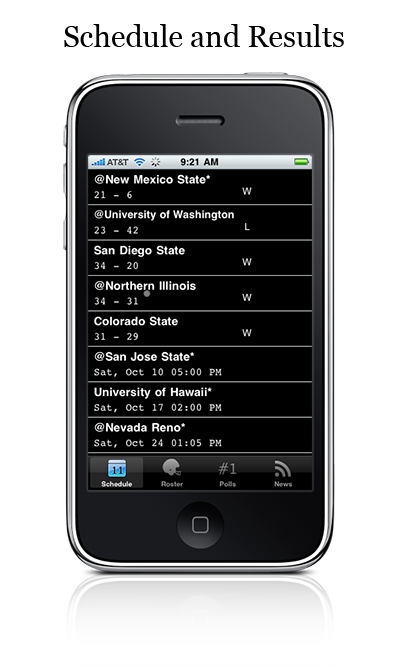 Schedule and Results
AT&T 9:21 AM
@New Mexico State*
21 - 6 W
@University of Washington
23 - 42 L
San Diego State
34 - 20 W
@Northern Illinois
34 - 31 W
Colorado State
31 - 29 W
@San Jose State*
Sat, Oct 10 05:00 PM
University of Hawaii*
Sat, Oct 17 02:00 PM
@Nevada Reno*
Sat, Oct 24 01:05 PM
11 #1
Schedule Roster Polls News